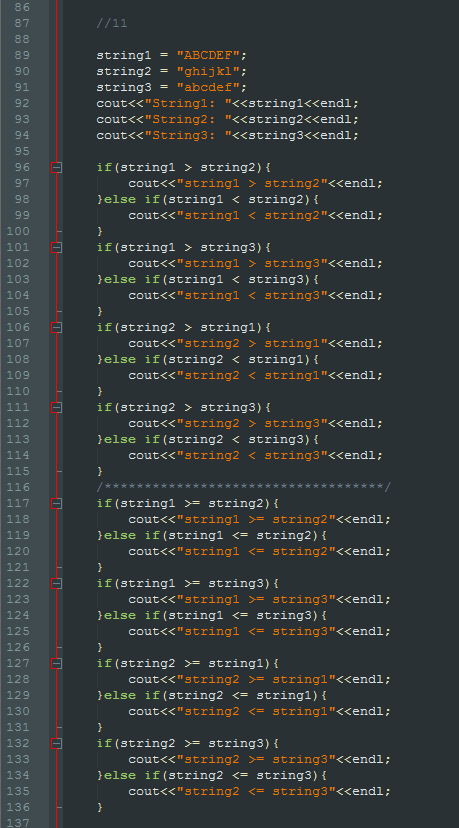 86
87 //11
88
89 string1 = "ABCDEF";
90 string2 = "ghijkl";
91 string3 = "abcdef";
92 cout<<"String1: "<<string1<<endl;
93 cout<<"String2: "<<string2<<endl;
94 cout<<"String3: "<<string3<<endl;
95
96 if(string1 > string2){
97 cout<<"string1 > string2"<<endl;
98 }else if(string1 < string2){
99 cout<<"string1 < string2"<<endl;
100 }
101 if(string1 > string3){
102 cout<<"string1 > string3"<<endl;
103 }else if(string1 < string3){
104 cout<<"string1 < string3"<<endl;
105 }
106 if(string2 > string1){
107 cout<<"string2 > string1"<<endl;
108 }else if(string2 < string1){
109 cout<<"string2 < string1"<<endl;
110 }
111 if(string2 > string3){
112 cout<<"string2 > string3"<<endl;
113 }else if(string2 < string3){
114 cout<<"string2 < string3"<<endl;
115 }
116 /***********************************/
117 if(string1 >= string2){
118 cout<<"string1 >= string2"<<endl;
119 }else if(string1 <= string2){
120 cout<<"string1 <= string2"<<endl;
121 }
122 if(string1 >= string3){
123 cout<<"string1 >= string3"<<endl;
124 }else if(string1 <= string3){
125 cout<<"string1 <= string3"<<endl;
126 }
127 if(string2 >= string1){
128 cout<<"string2 >= string1"<<endl;
129 }else if(string2 <= string1){
130 cout<<"string2 <= string1"<<endl;
131 }
132 if(string2 >= string3){
133 cout<<"string2 >= string3"<<endl;
134 }else if(string2 <= string3){
135 cout<<"string2 <= string3"<<endl;
136 }
137